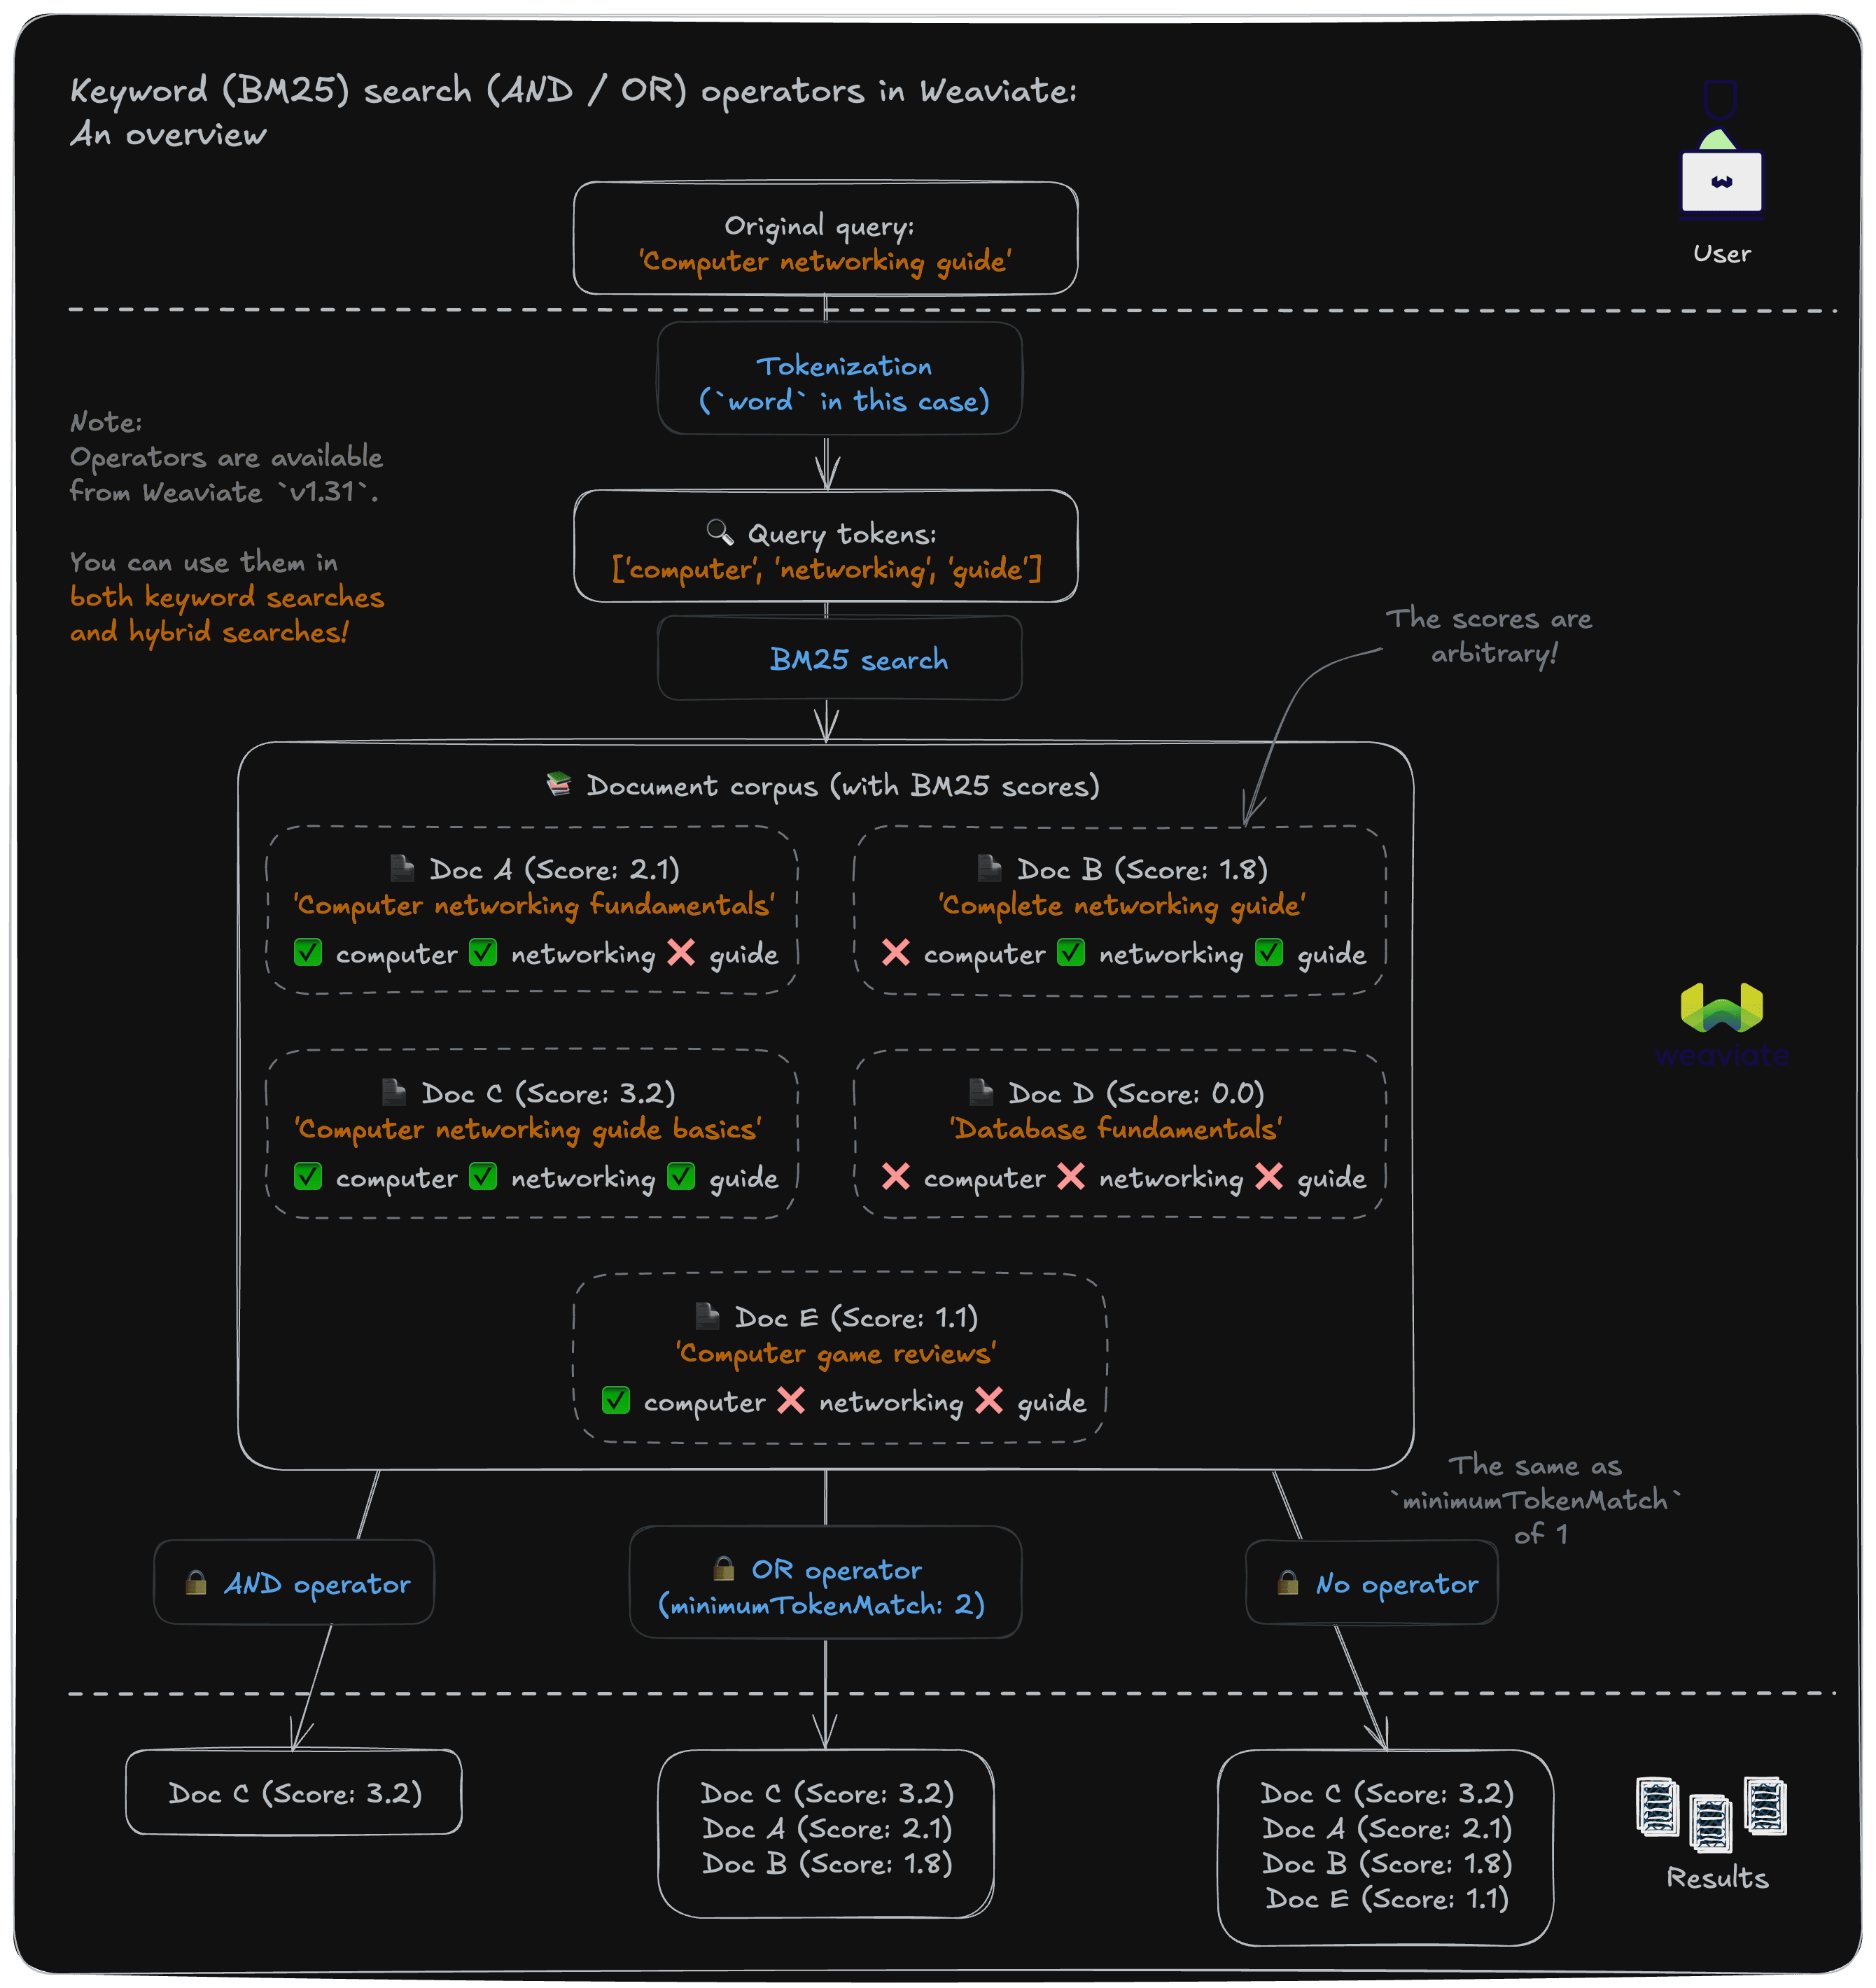 Keyword (BM25) search (AND / OR) operators in Weaviate:
An overview
Original query:
'Computer networking guide'
User
Tokenization
(`word` in this case)
Note:
Operators are available
from Weaviate `v1.31`.
You can use them in
both keyword searches
and hybrid searches!
Query tokens:
['computer', 'networking', 'guide']
BM25 search
The scores are
arbitrary!
Document corpus (with BM25 scores)
Doc A (Score: 2.1)
'Computer networking fundamentals'
computer networking guide
Doc B (Score: 1.8)
'Complete networking guide'
computer networking guide
weaviate
Doc C (Score: 3.2)
'Computer networking guide basics'
computer networking guide
Doc D (Score: 0.0)
'Database fundamentals'
computer networking guide
Doc E (Score: 1.1)
'Computer game reviews'
computer networking guide
The same as
`minimumTokenMatch`
of 1
AND operator
OR operator
(minimumTokenMatch: 2)
No operator
Doc C (Score: 3.2)
Doc C (Score: 3.2)
Doc A (Score: 2.1)
Doc B (Score: 1.8)
Doc C (Score: 3.2)
Doc A (Score: 2.1)
Doc B (Score: 1.8)
Doc E (Score: 1.1)
Results